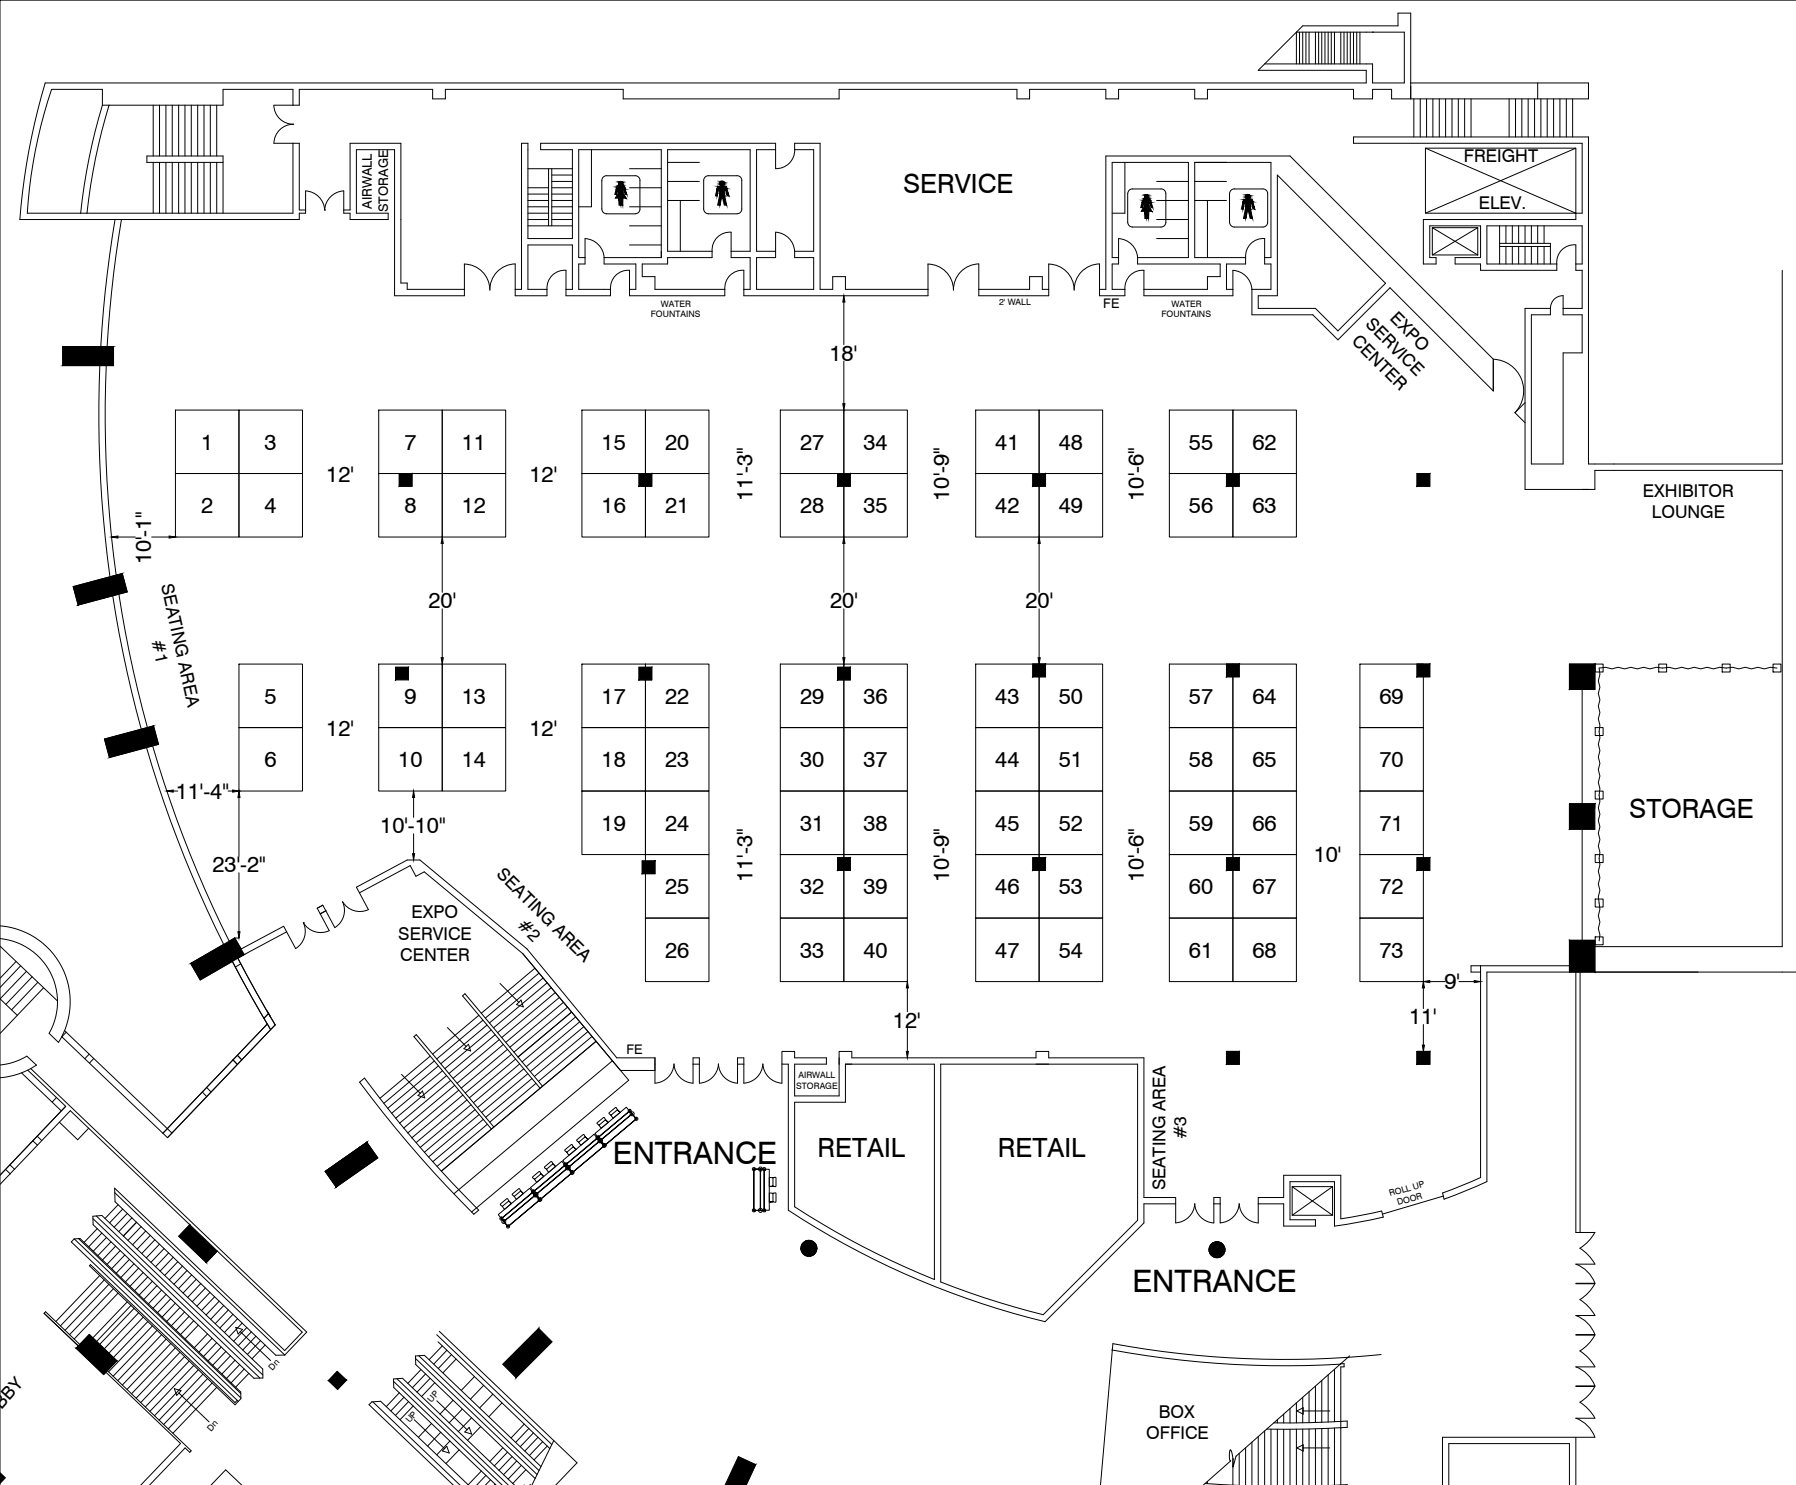 AIRWALL
STORAGE
SERVICE
FREIGHT
ELEV.
WATER
FOUNTAINS
2' WALL
FE
WATER
FOUNTAINS
EXPO
SERVICE
CENTER
18'
1 3 7 11 15 20 27 34 41 48 55 62
12' 12' 11'-3" 10'-9" 10'-6"
2 4 8 12 16 21 28 35 42 49 56 63
EXHIBITOR
LOUNGE
10'-1"
SEATING AREA
#1
20' 20' 20'
5 9 13 17 22 29 36 43 50 57 64 69
12' 12'
6 10 14 18 23 30 37 44 51 58 65 70
11'-4"
10'-10"
19 24 31 38 45 52 59 66 71
STORAGE
23'-2"
11'-3" 10'-9" 10'-6" 10'
25 32 39 46 53 60 67 72
SEATING AREA
#2
EXPO
SERVICE
CENTER
26 33 40 47 54 61 68 73
9'
12' 11'
FE
AIRWALL
STORAGE
SEATING AREA
#3
ENTRANCE
RETAIL
RETAIL
ROLL UP
DOOR
ENTRANCE
Dn
Dn
UP
UP
BBY
BOX
OFFICE